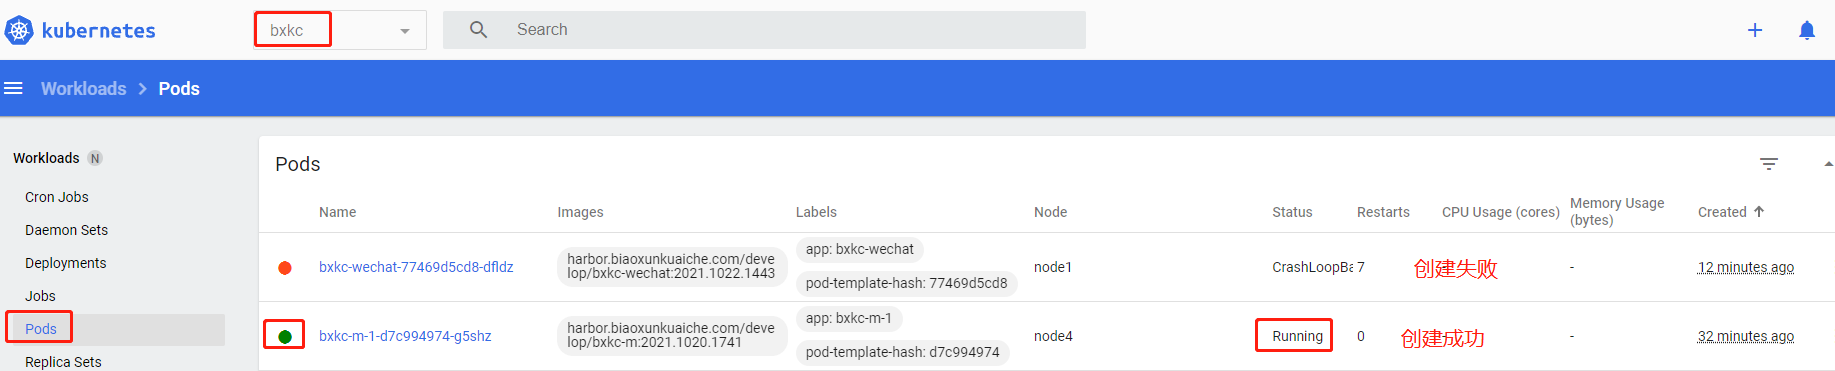 kubernetes
bxkc
Search
Workloads
Pods
Workloads N
Cron Jobs
Daemon Sets
Deployments
Jobs
Pods
Replica Sets
Pods
Name
Images
Labels
Node
Status
Restarts
CPU Usage (cores)
Memory Usage
(bytes)
Created
bxkc-wechat-77469d5cd8-dfldz
harbor.biaoxunkuaiche.com/deve
lop/bxkc-wechat:2021.1022.1443
app: bxkc-wechat
pod-template-hash: 77469d5cd8
node1
CrashLoopBa
7
创建失败
-
12 minutes ago
bxkc-m-1-d7c994974-g5shz
harbor.biaoxunkuaiche.com/deve
lop/bxkc-m:2021.1020.1741
app: bxkc-m-1
pod-template-hash: d7c994974
node4
Running
0
创建成功
-
32 minutes ago